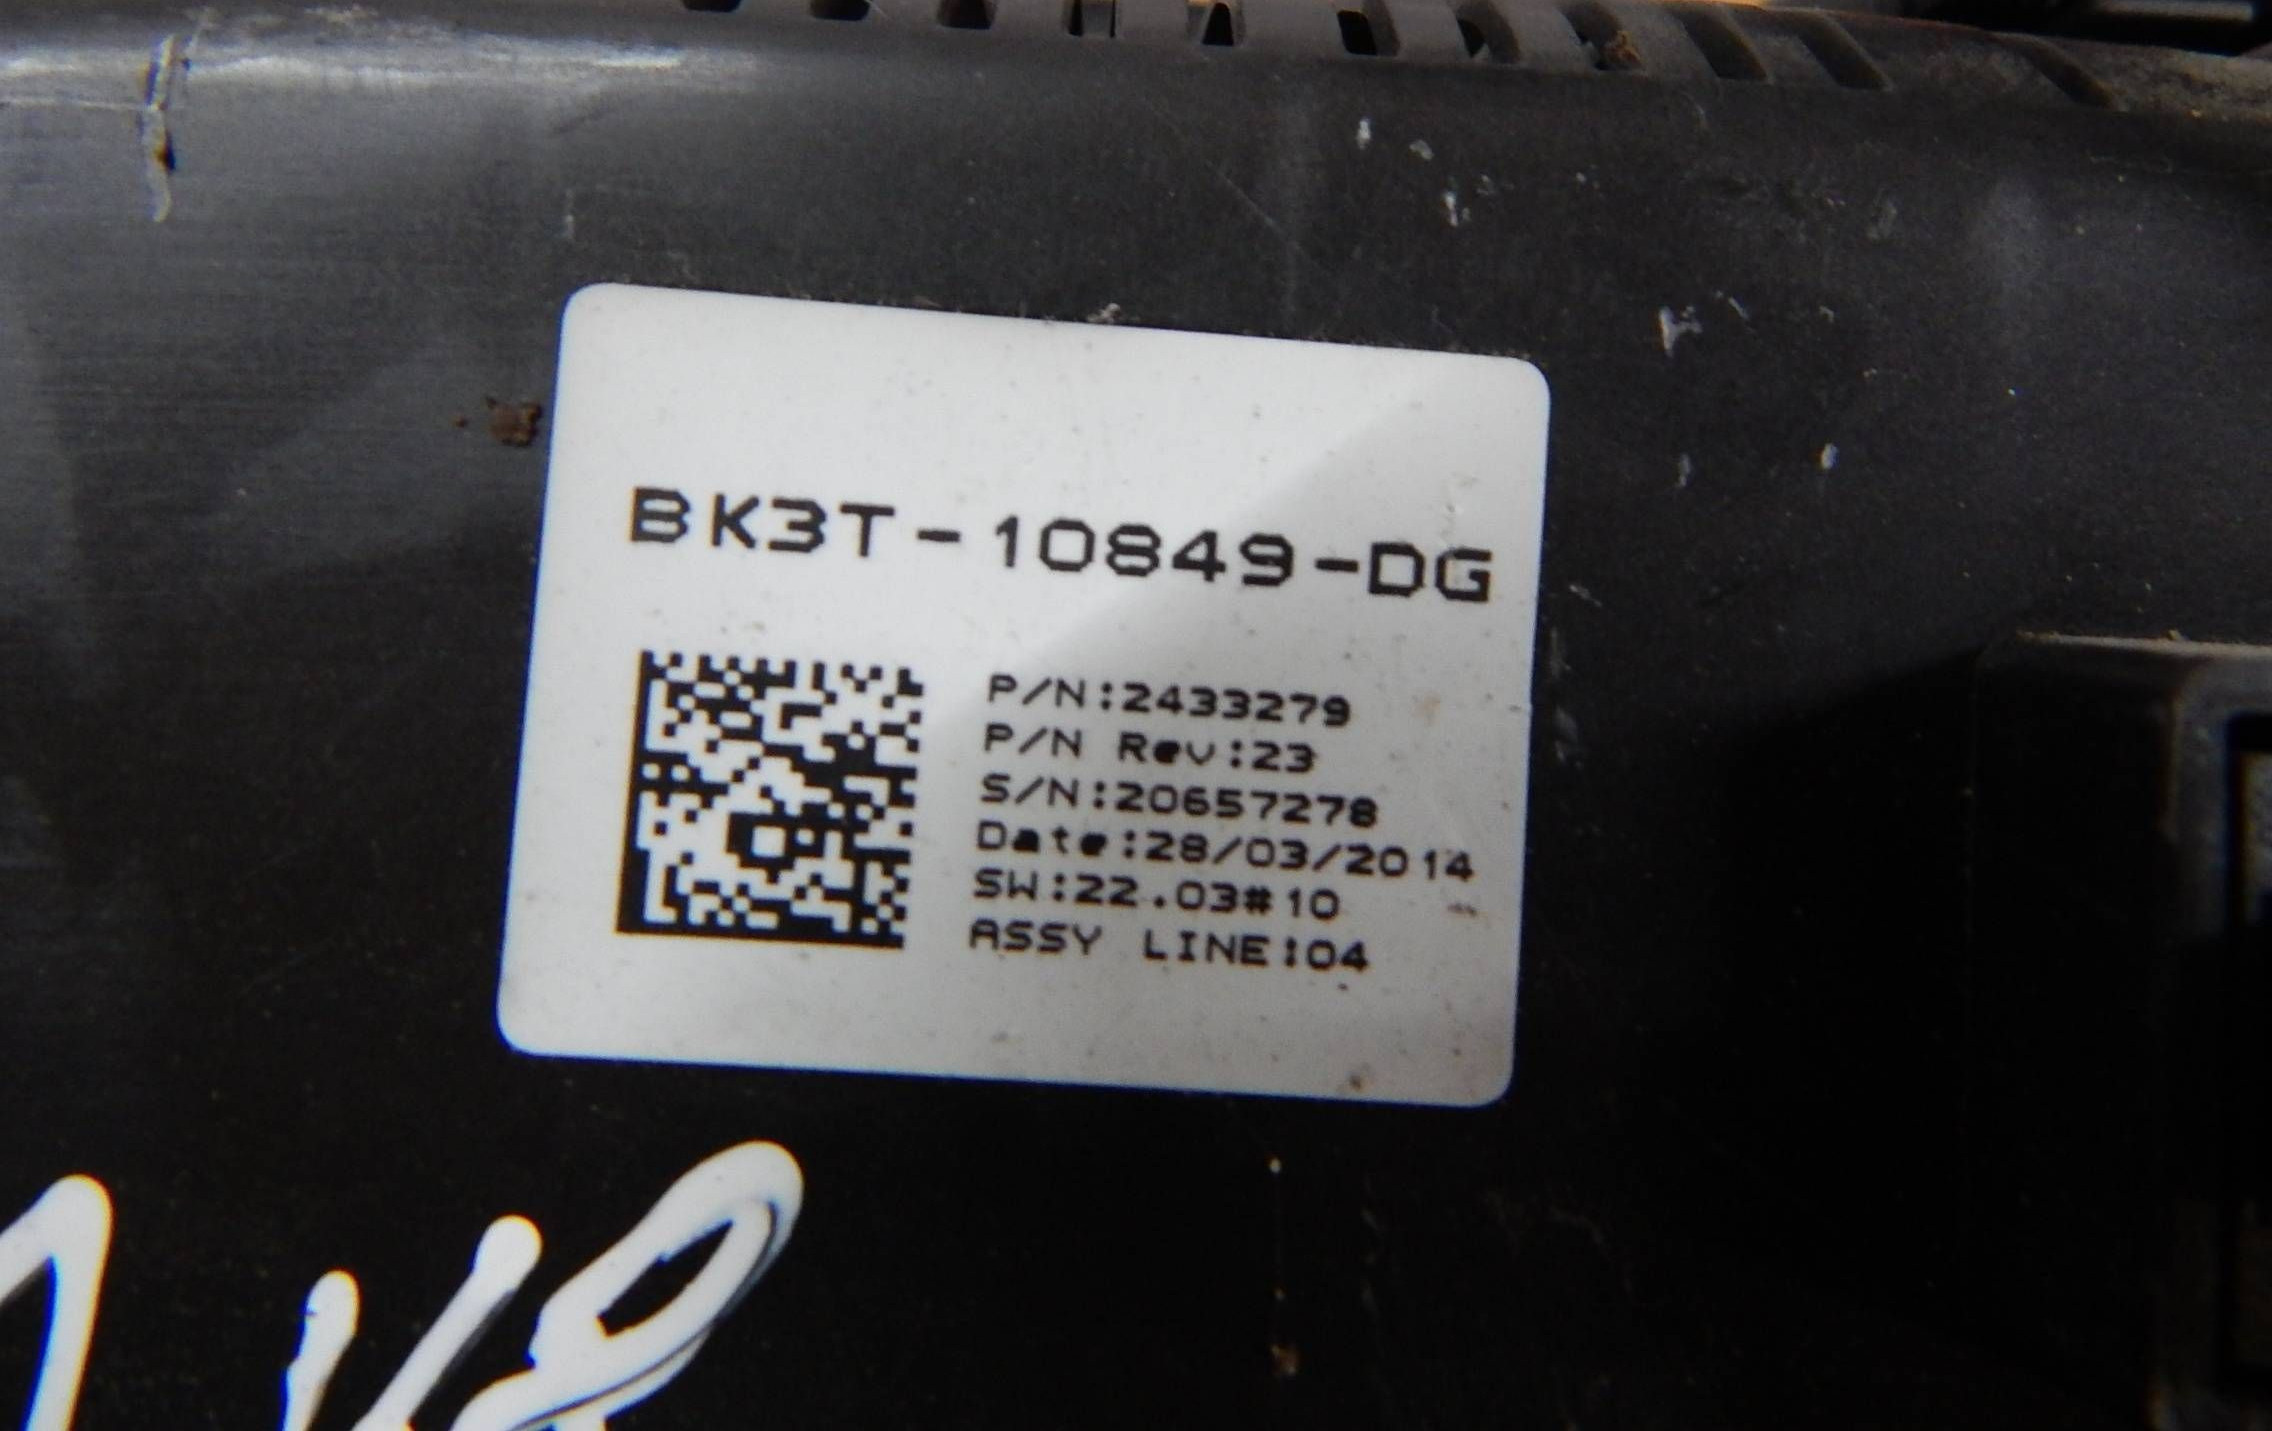 BK3T-10849-DG
P/N:2433279
P/N Rev:23
S/N:20657278
Date:28/03/2014
SW:22.03#10
ASSY LINE:04